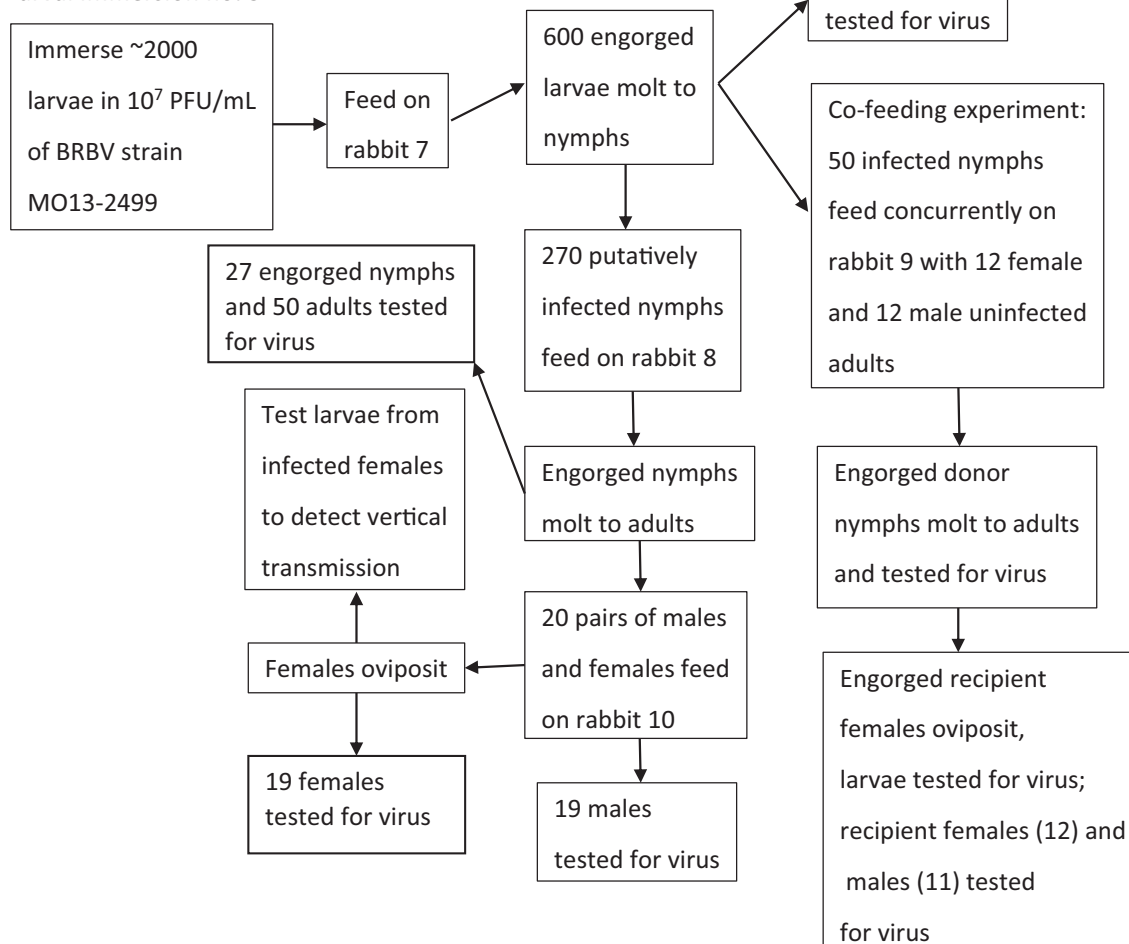 tested for virus
Immerse ~2000
larvae in 10⁷ PFU/mL
of BRBV strain
MO13-2499
Feed on
rabbit 7
600 engorged
larvae molt to
nymphs
Co-feeding experiment:
50 infected nymphs
feed concurrently on
rabbit 9 with 12 female
and 12 male uninfected
adults
270 putatively
infected nymphs
feed on rabbit 8
27 engorged nymphs
and 50 adults tested
for virus
Test larvae from
infected females
to detect vertical
transmission
Engorged nymphs
molt to adults
Engorged donor
nymphs molt to adults
and tested for virus
20 pairs of males
and females feed
on rabbit 10
Females oviposit
19 females
tested for virus
19 males
tested for virus
Engorged recipient
females oviposit,
larvae tested for virus;
recipient females (12) and
males (11) tested
for virus